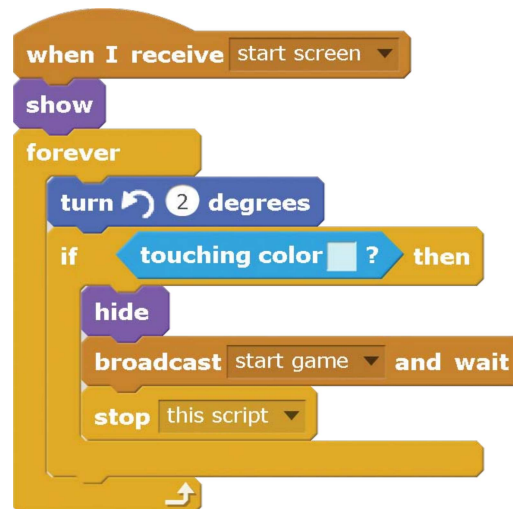 when I receive start screen
show
forever
turn 2 degrees
if touching color ? then
hide
broadcast start game and wait
stop this script